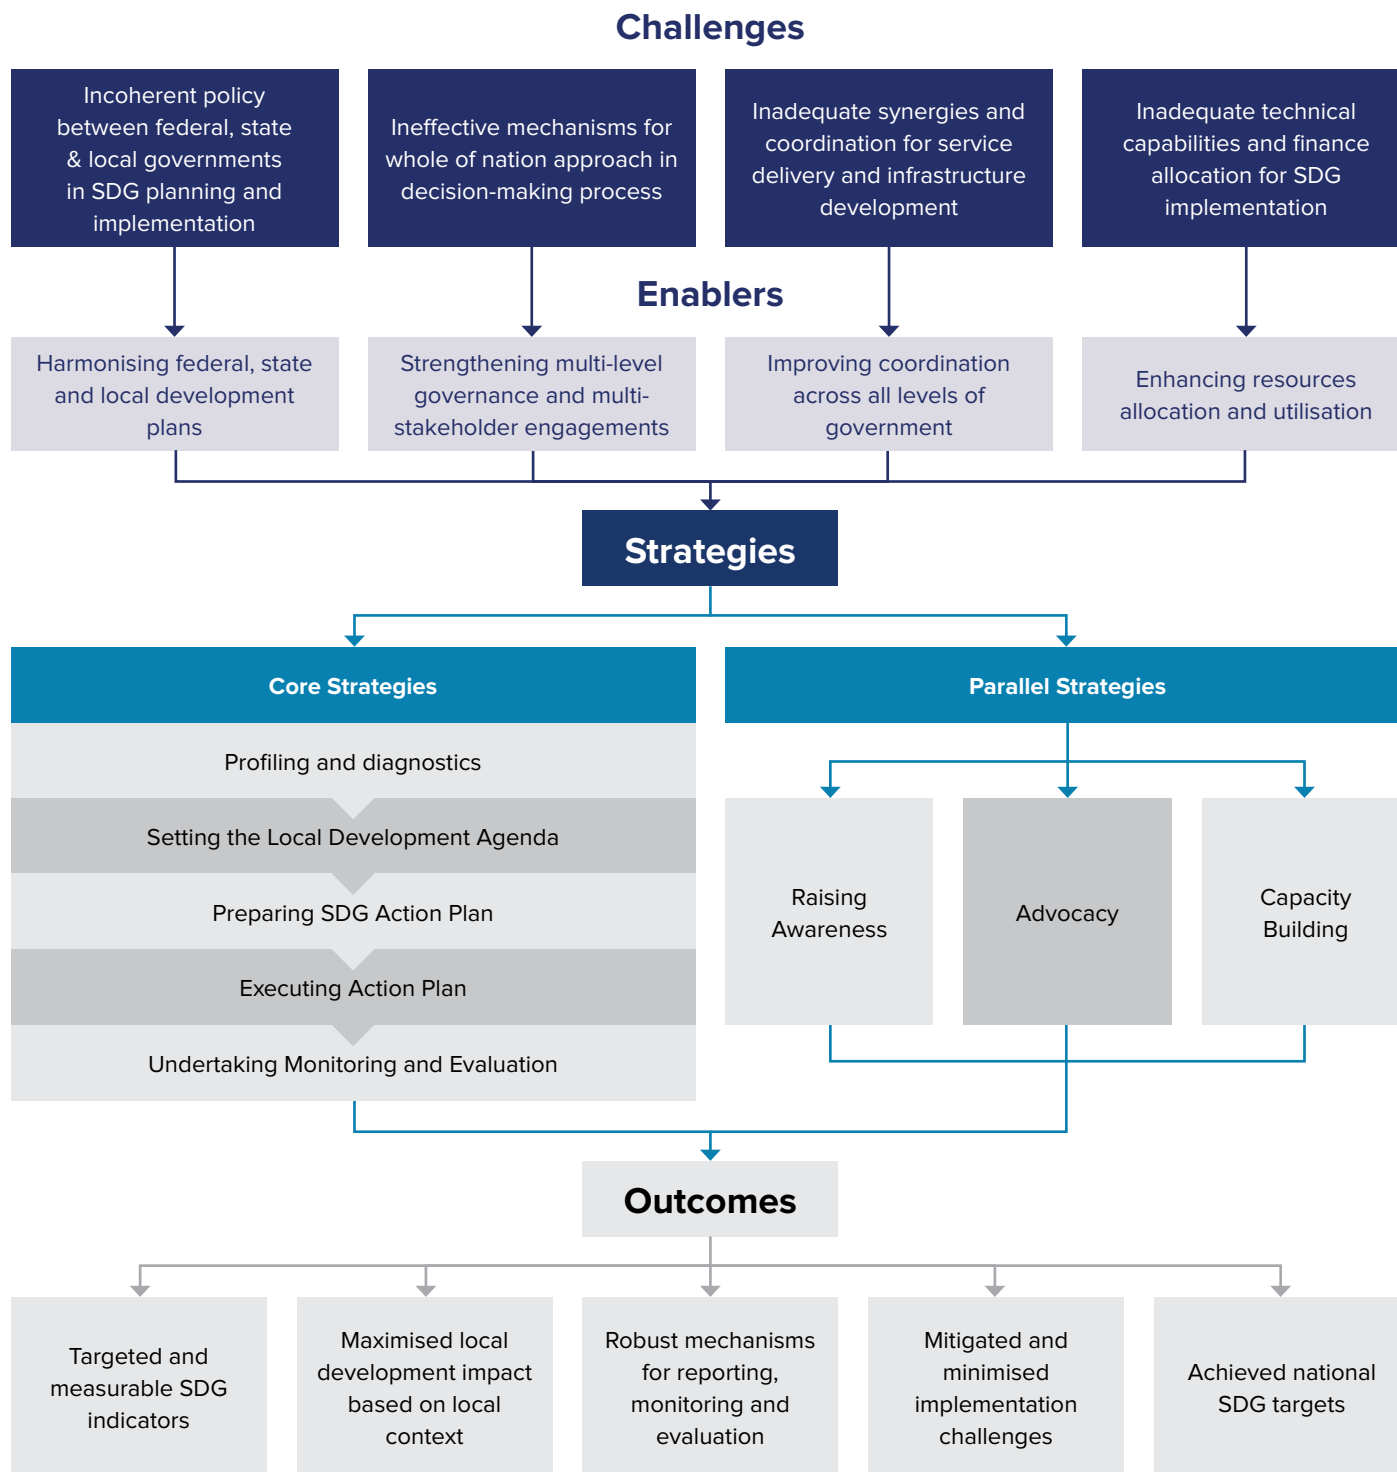 Challenges
Incoherent policy
between federal, state
& local governments
in SDG planning and
implementation
Ineffective mechanisms for
whole of nation approach in
decision-making process
Inadequate synergies and
coordination for service
delivery and infrastructure
development
Inadequate technical
capabilities and finance
allocation for SDG
implementation
Enablers
Harmonising federal, state
and local development
plans
Strengthening multi-level
governance and multi-
stakeholder engagements
Improving coordination
across all levels of
government
Enhancing resources
allocation and utilisation
Strategies
Core Strategies
Profiling and diagnostics
Setting the Local Development Agenda
Preparing SDG Action Plan
Executing Action Plan
Undertaking Monitoring and Evaluation
Parallel Strategies
Raising
Awareness
Advocacy
Capacity
Building
Outcomes
Targeted and
measurable SDG
indicators
Maximised local
development impact
based on local
context
Robust mechanisms
for reporting,
monitoring and
evaluation
Mitigated and
minimised
implementation
challenges
Achieved national
SDG targets